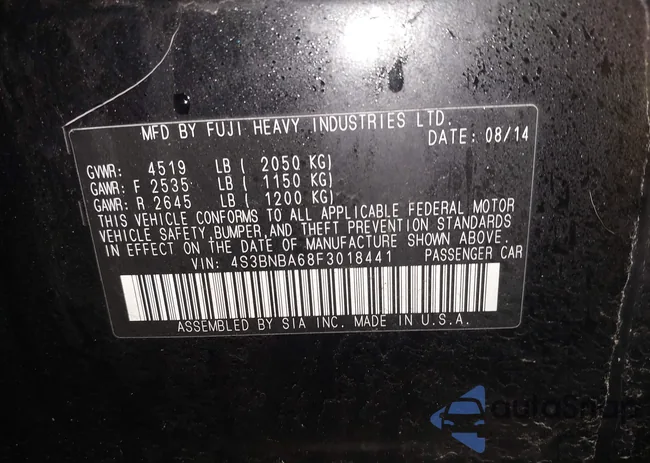 MFD BY FUJI HEAVY INDUSTRIES LTD.
DATE: 08/14
GVWR: 4519 LB ( 2050 KG)
GAWR: F 2535 LB ( 1150 KG)
GAWR: R 2645 LB ( 1200 KG)
THIS VEHICLE CONFORMS TO ALL APPLICABLE FEDERAL MOTOR
VEHICLE SAFETY,BUMPER,AND THEFT PREVENTION STANDARDS
IN EFFECT ON THE DATE OF MANUFACTURE SHOWN ABOVE.
VIN: 4S3BNBA68F3018441 PASSENGER CAR
ASSEMBLED BY SIA INC. MADE IN U.S.A.